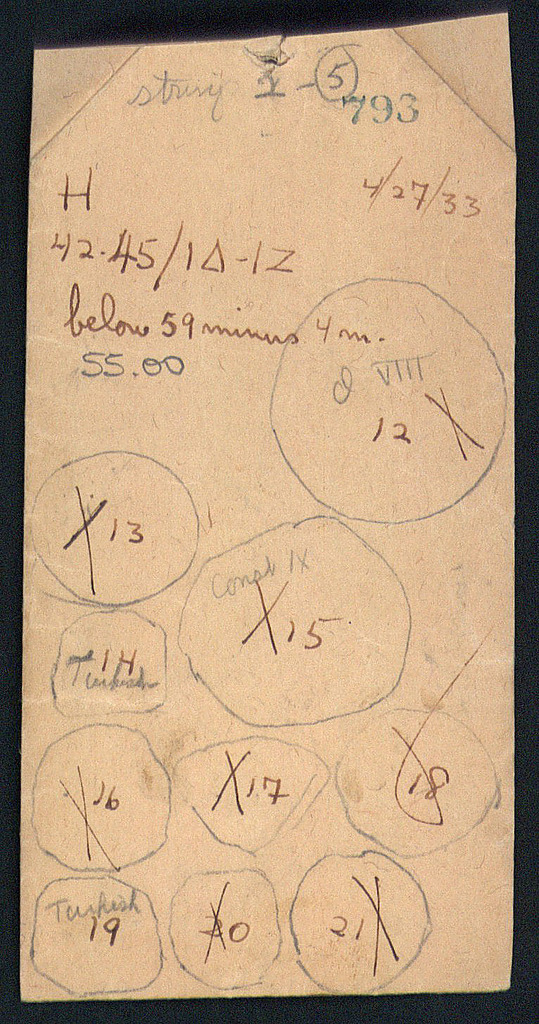 string I - 5
793
H
4/27/33
42.45/1Δ-1Z
below 59 minus 4 m.
55.00
VIII
12
X
X 13
Const IX
X 15
14
Turkish
X 16
X 17
X 18
Turkish
19
X 20
21 X